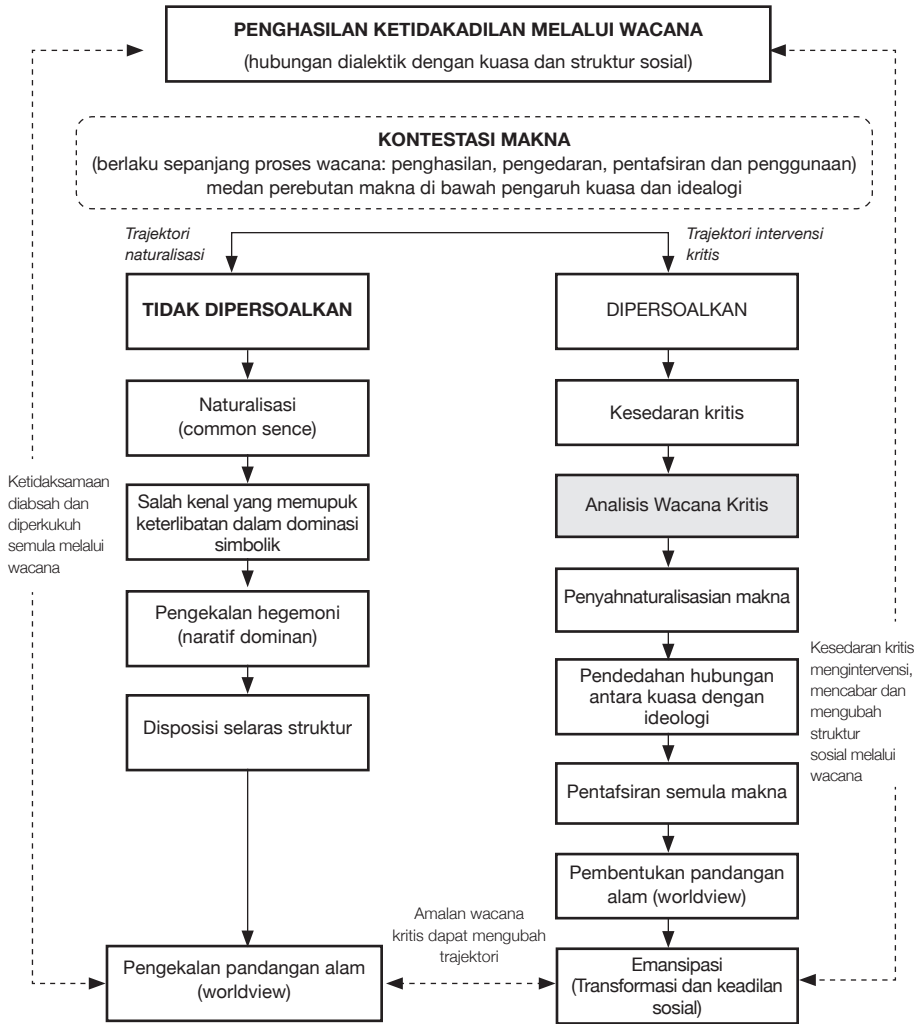 PENGHASILAN KETIDAKADILAN MELALUI WACANA
(hubungan dialektik dengan kuasa dan struktur sosial)
KONTESTASI MAKNA
(berlaku sepanjang proses wacana: penghasilan, pengedaran, pentafsiran dan penggunaan)
medan perebutan makna di bawah pengaruh kuasa dan idealogi
Trajektori
naturalisasi
Trajektori intervensi
kritis
TIDAK DIPERSOALKAN
DIPERSOALKAN
Naturalisasi
(common sence)
Kesedaran kritis
Ketidaksamaan
diabsah dan
diperkukuh
semula melalui
wacana
Salah kenal yang memupuk
keterlibatan dalam dominasi
simbolik
Analisis Wacana Kritis
Pengekalan hegemoni
(naratif dominan)
Penyahnaturalisasian makna
Disposisi selaras struktur
Pendedahan hubungan
antara kuasa dengan
ideologi
Kesedaran kritis
mengintervensi,
mencabar dan
mengubah
struktur
sosial melalui
wacana
Pentafsiran semula makna
Pembentukan pandangan
alam (worldview)
Amalan wacana
kritis dapat mengubah
trajektori
Pengekalan pandangan alam
(worldview)
Emansipasi
(Transformasi dan keadilan
sosial)